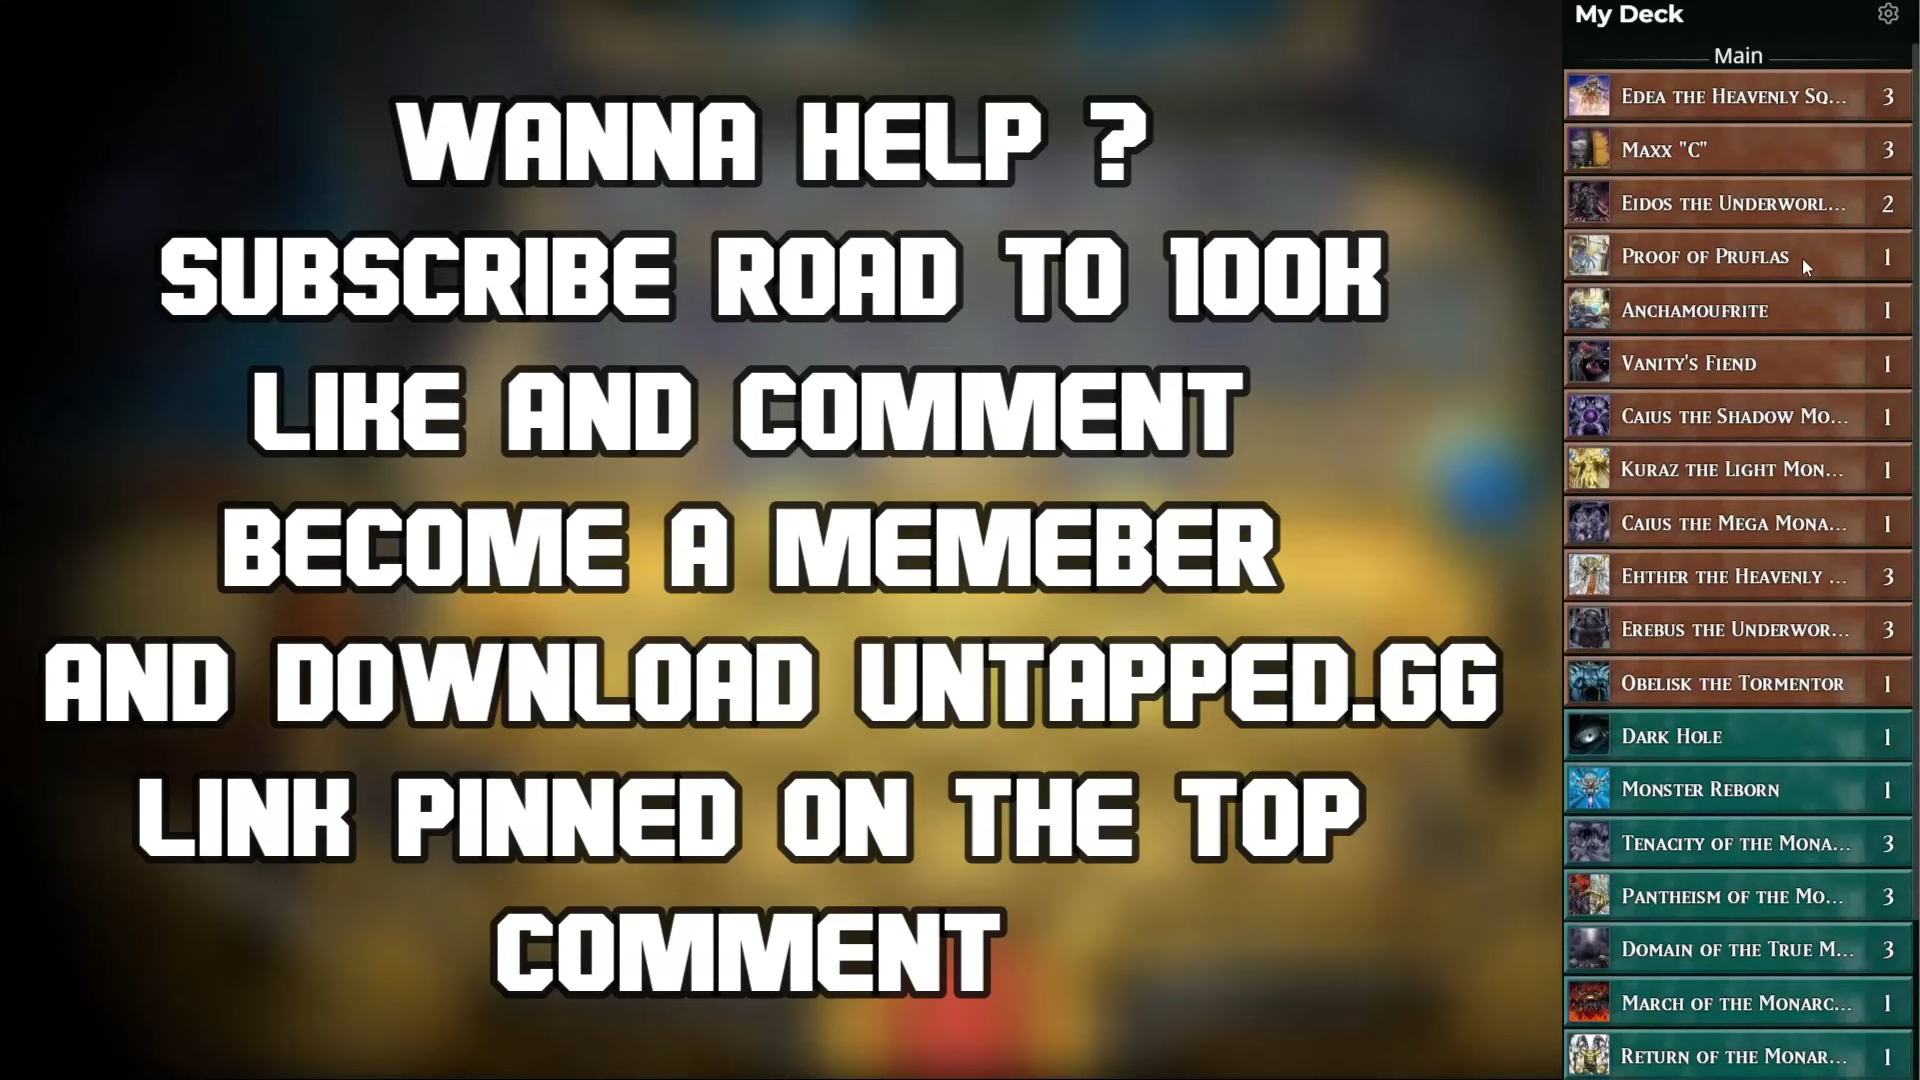 WANNA HELP ?
SUBSCRIBE ROAD TO 100K
LIKE AND COMMENT
BECOME A MEMEBER
AND DOWNLOAD UNTAPPED.GG
LINK PINNED ON THE TOP
COMMENT
My Deck
Main
Edea the Heavenly Sq... 3
Maxx "C" 3
Eidos the Underworl... 2
Proof of Pruflas 1
Anchamoufrite 1
Vanity's Fiend 1
Caius the Shadow Mo... 1
Kuraz the Light Mon... 1
Caius the Mega Mona... 1
Ehther the Heavenly ... 3
Erebus the Underwor... 3
Obelisk the Tormentor 1
Dark Hole 1
Monster Reborn 1
Tenacity of the Mona... 3
Pantheism of the Mo... 3
Domain of the True M... 3
March of the Monarc... 1
Return of the Monar... 1